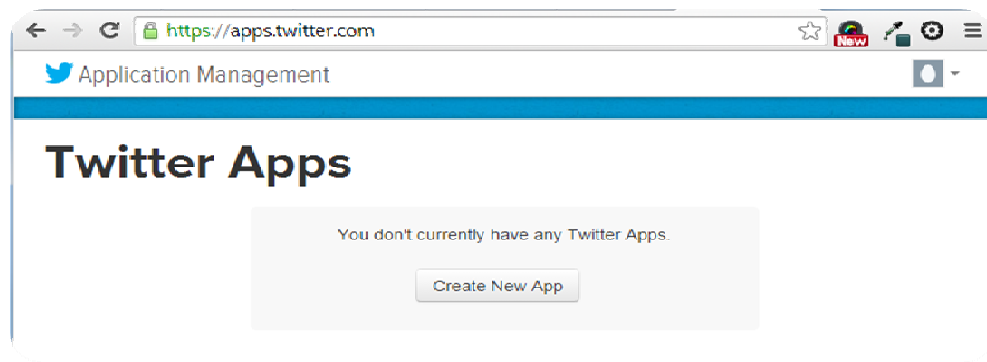 https://apps.twitter.com
New
Application Management
Twitter Apps
You don't currently have any Twitter Apps.
Create New App